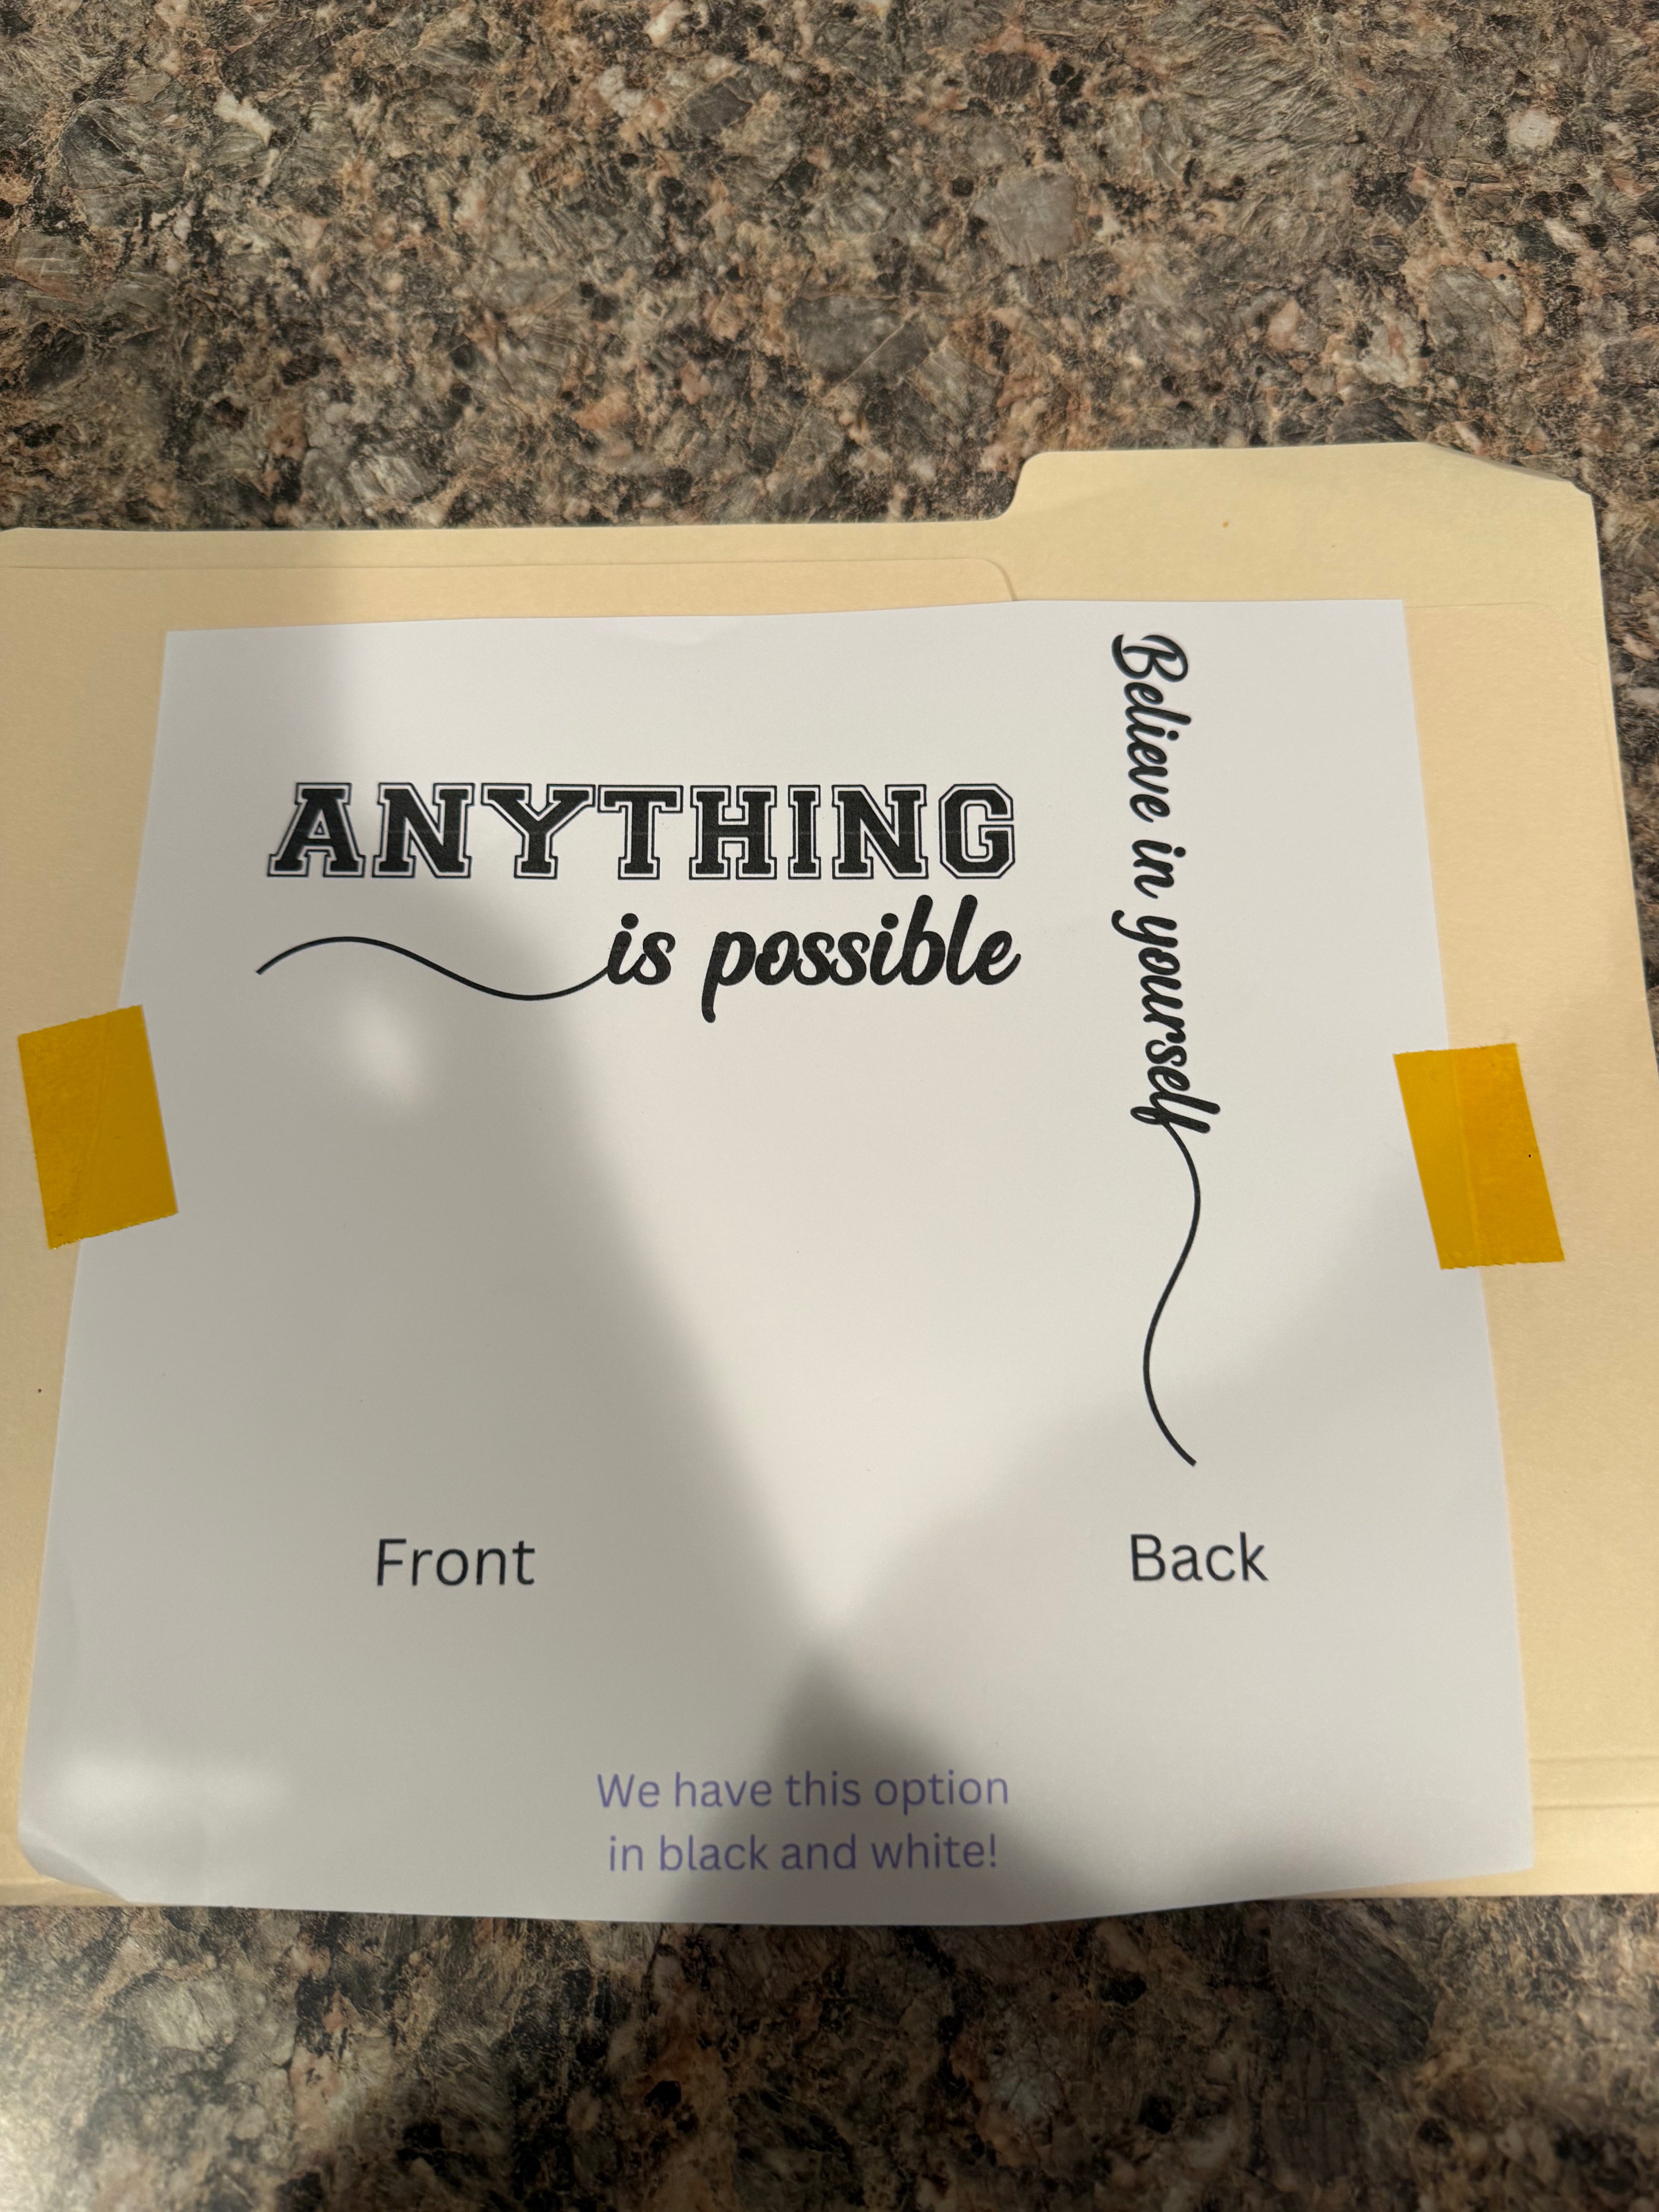 ANYTHING
is possible
Believe in yourself
Front
Back
We have this option
in black and white!